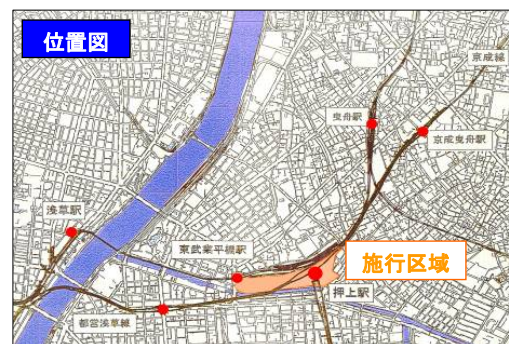 位置図
京成線
曳舟駅
京成曳舟駅
浅草駅
東武業平橋駅
施行区域
押上駅
都営浅草線